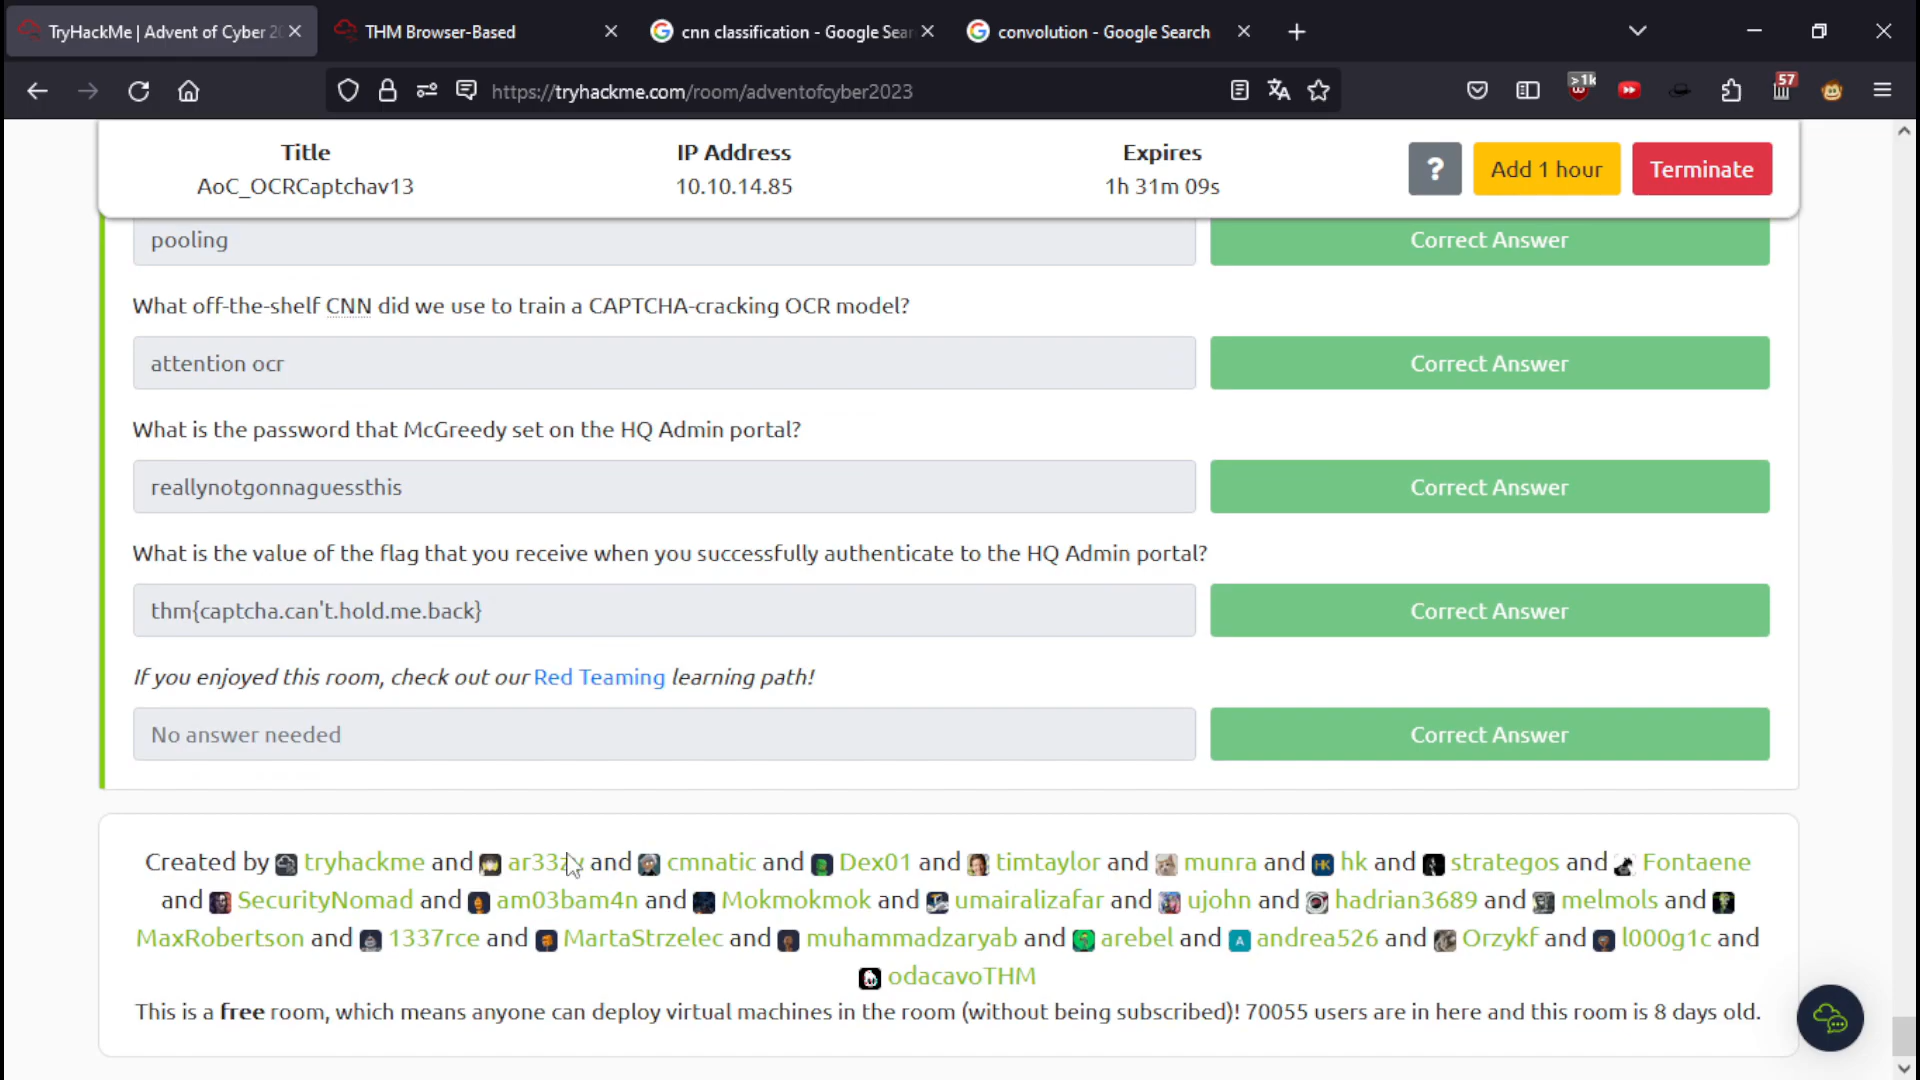 TryHackMe | Advent of Cyber 2
THM Browser-Based
cnn classification - Google Sear
convolution - Google Search
https://tryhackme.com/room/adventofcyber2023
>1k
57
Title
IP Address
Expires
AoC_OCRCaptchav13
10.10.14.85
1h 31m 09s
?
Add 1 hour
Terminate
pooling
Correct Answer
What off-the-shelf CNN did we use to train a CAPTCHA-cracking OCR model?
attention ocr
Correct Answer
What is the password that McGreedy set on the HQ Admin portal?
reallynotgonnaguessthis
Correct Answer
What is the value of the flag that you receive when you successfully authenticate to the HQ Admin portal?
thm{captcha.can't.hold.me.back}
Correct Answer
If you enjoyed this room, check out our Red Teaming learning path!
No answer needed
Correct Answer
Created by tryhackme and and cmnatic and Dex01 and timtaylor and munra and HK hk and strategos and Fontaene
and SecurityNomad and am03bam4n and Mokmokmok and umairalizafar and ujohn and hadrian3689 and melmols and
MaxRobertson and 1337rce and MartaStrzelec and muhammadzaryab and arebel and A andrea526 and Orzykf and l000g1c and
odacavoTHM
This is a free room, which means anyone can deploy virtual machines in the room (without being subscribed)! 70055 users are in here and this room is 8 days old.